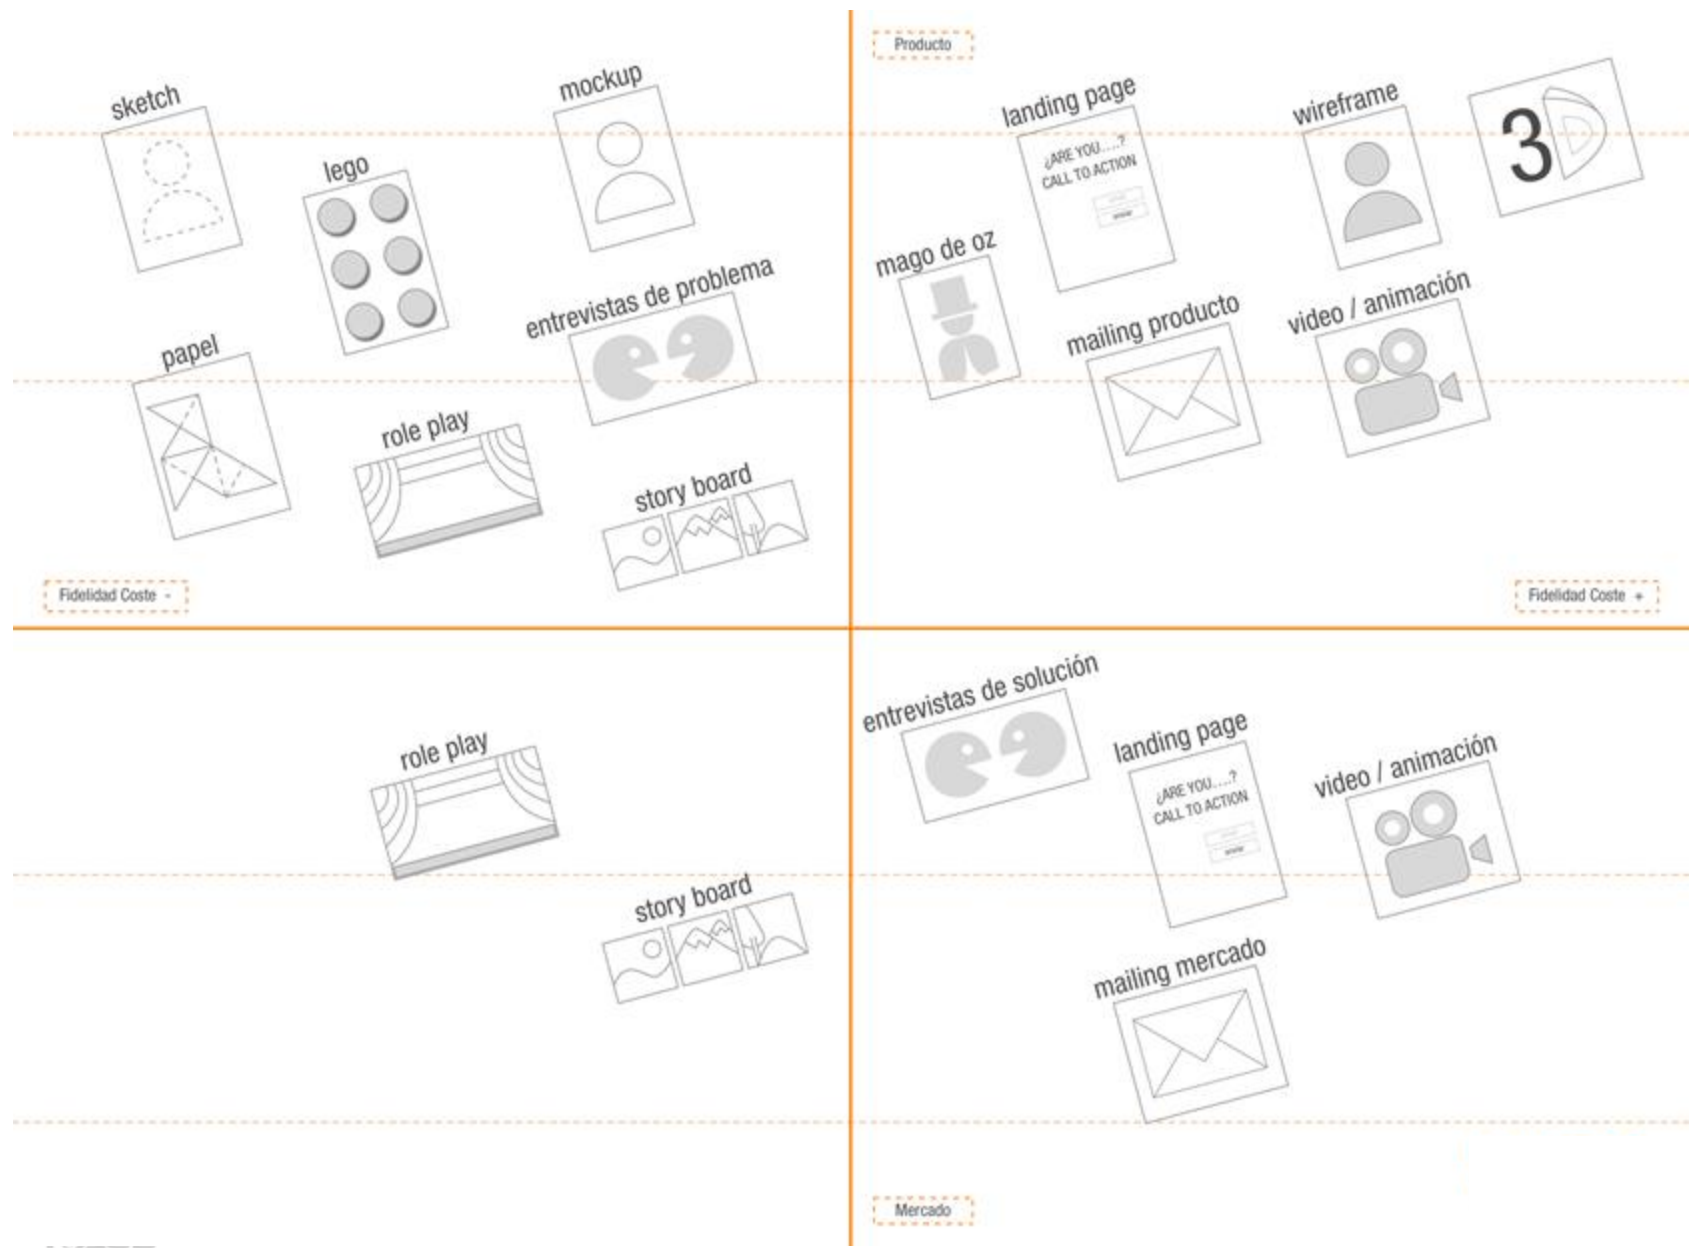 Producto
sketch
mockup
landing page
¿ARE YOU....?
CALL TO ACTION
wireframe
3D
lego
mago de oz
entrevistas de problema
mailing producto
video / animación
papel
role play
story board
Fidelidad Coste -
Fidelidad Coste +
entrevistas de solución
role play
landing page
¿ARE YOU....?
CALL TO ACTION
video / animación
story board
mailing mercado
Mercado